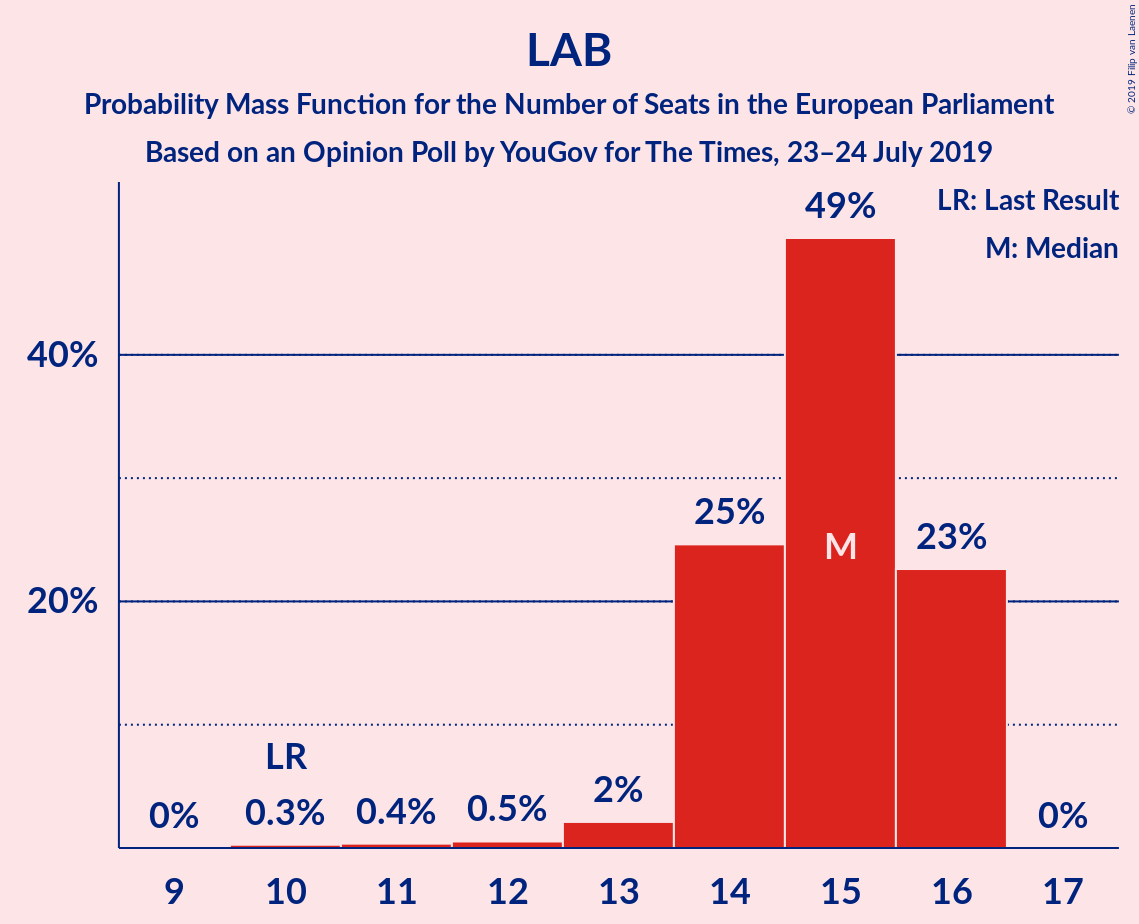 LAB
Probability Mass Function for the Number of Seats in the European Parliament
Based on an Opinion Poll by YouGov for The Times, 23–24 July 2019
© 2019 Filip van Laenen
LR: Last Result
M: Median
49%
40%
25%
M
23%
20%
LR
0%
0.3%
0.4%
0.5%
2%
0%
9
10
11
12
13
14
15
16
17